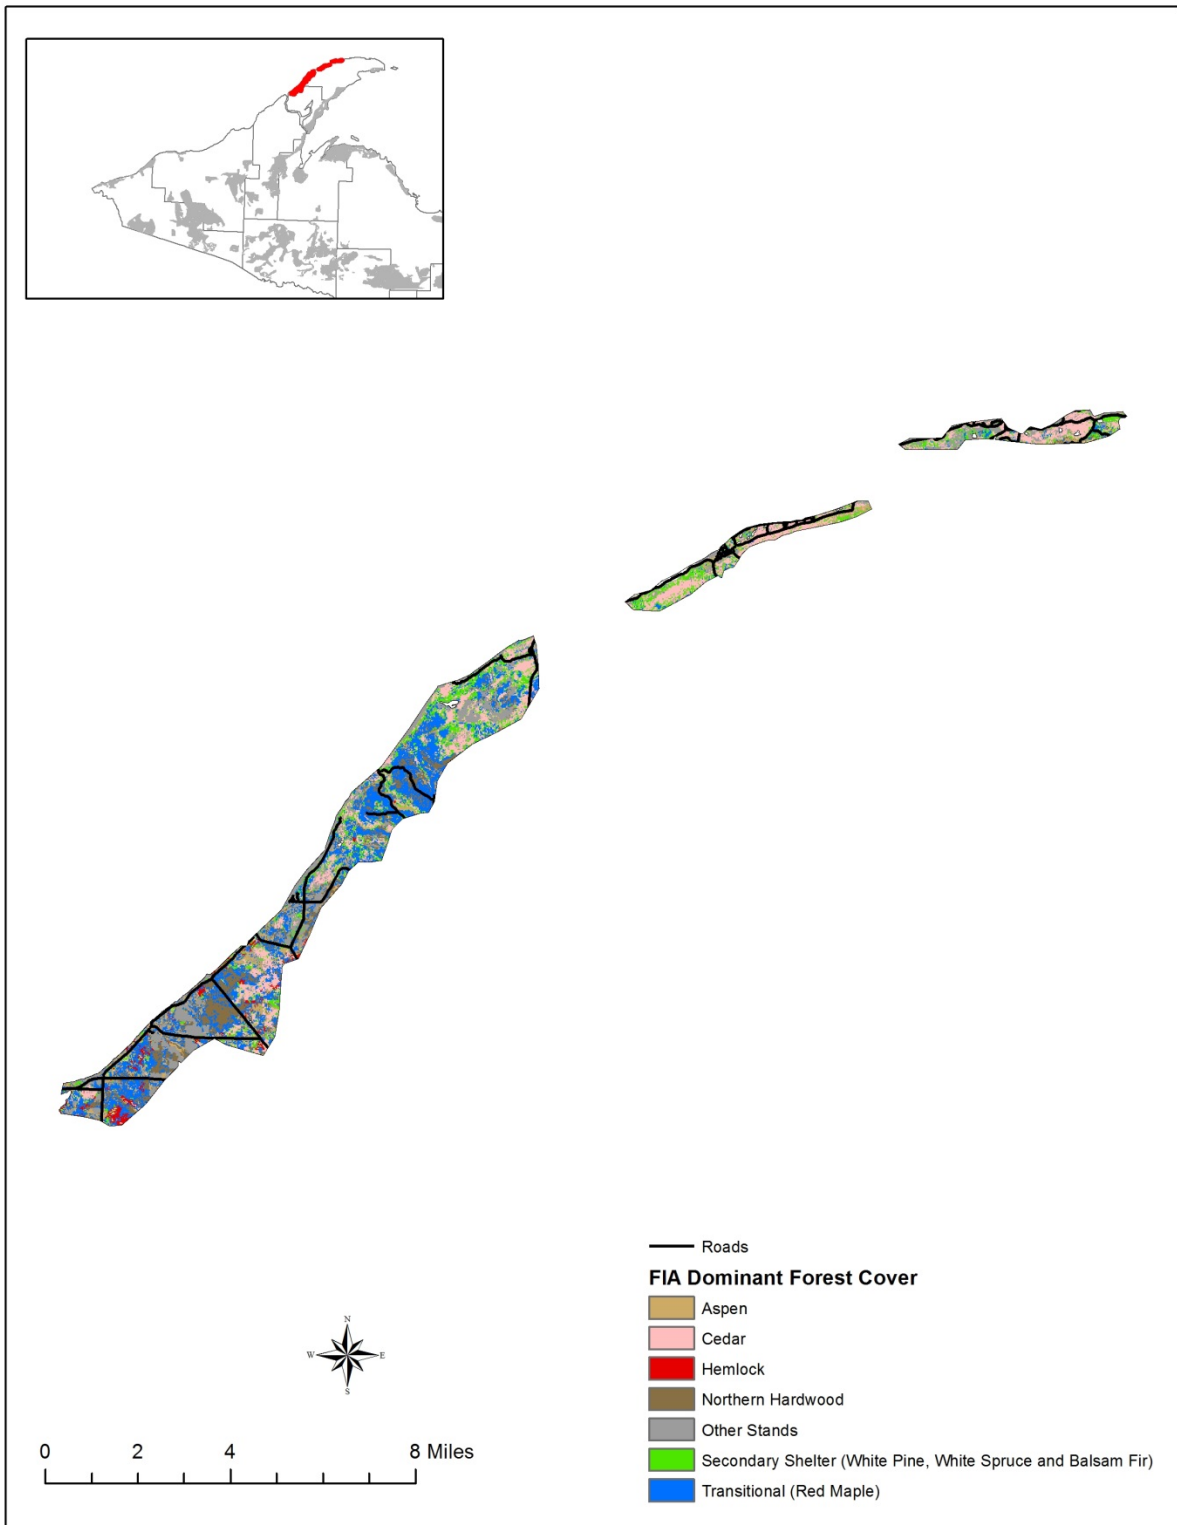 Roads
FIA Dominant Forest Cover
Aspen
Cedar
Hemlock
Northern Hardwood
Other Stands
Secondary Shelter (White Pine, White Spruce and Balsam Fir)
Transitional (Red Maple)
N
W E
S
0 2 4 8 Miles